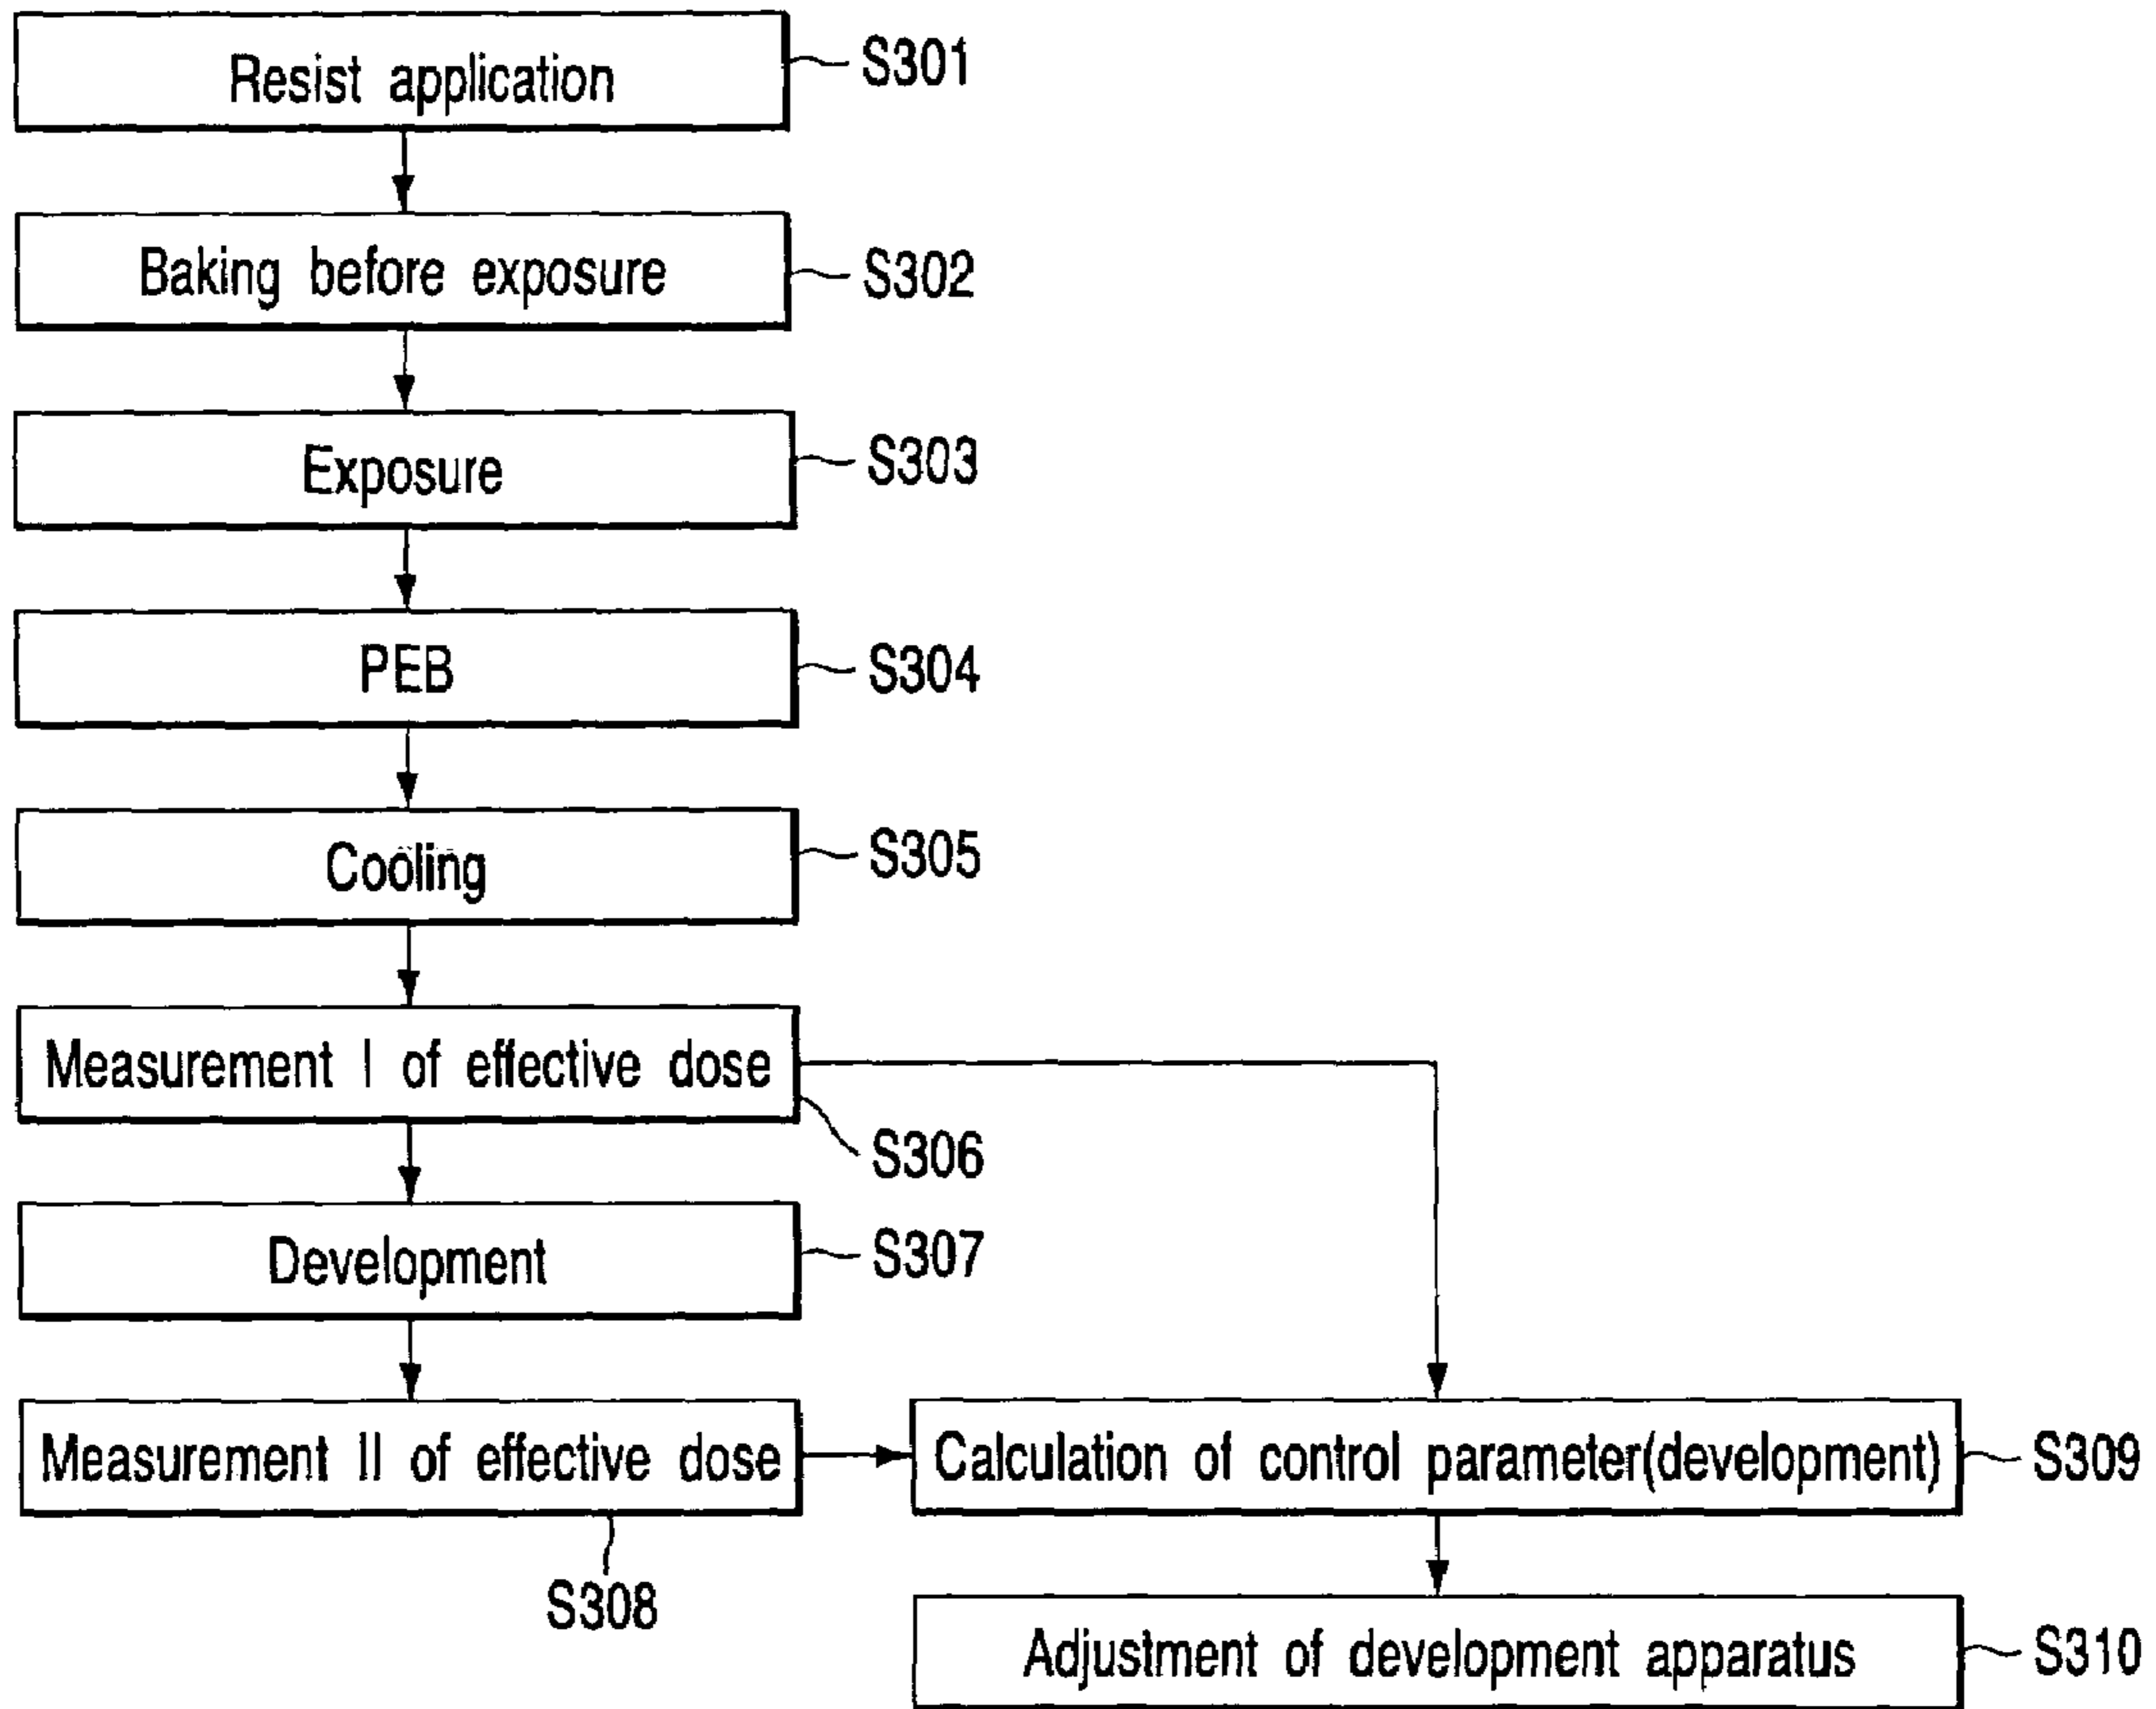 Resist application
S301
Baking before exposure
S302
Exposure
S303
PEB
S304
Cooling
S305
Measurement I of effective dose
S306
Development
S307
Measurement II of effective dose
S308
Calculation of control parameter(development)
S309
Adjustment of development apparatus
S310